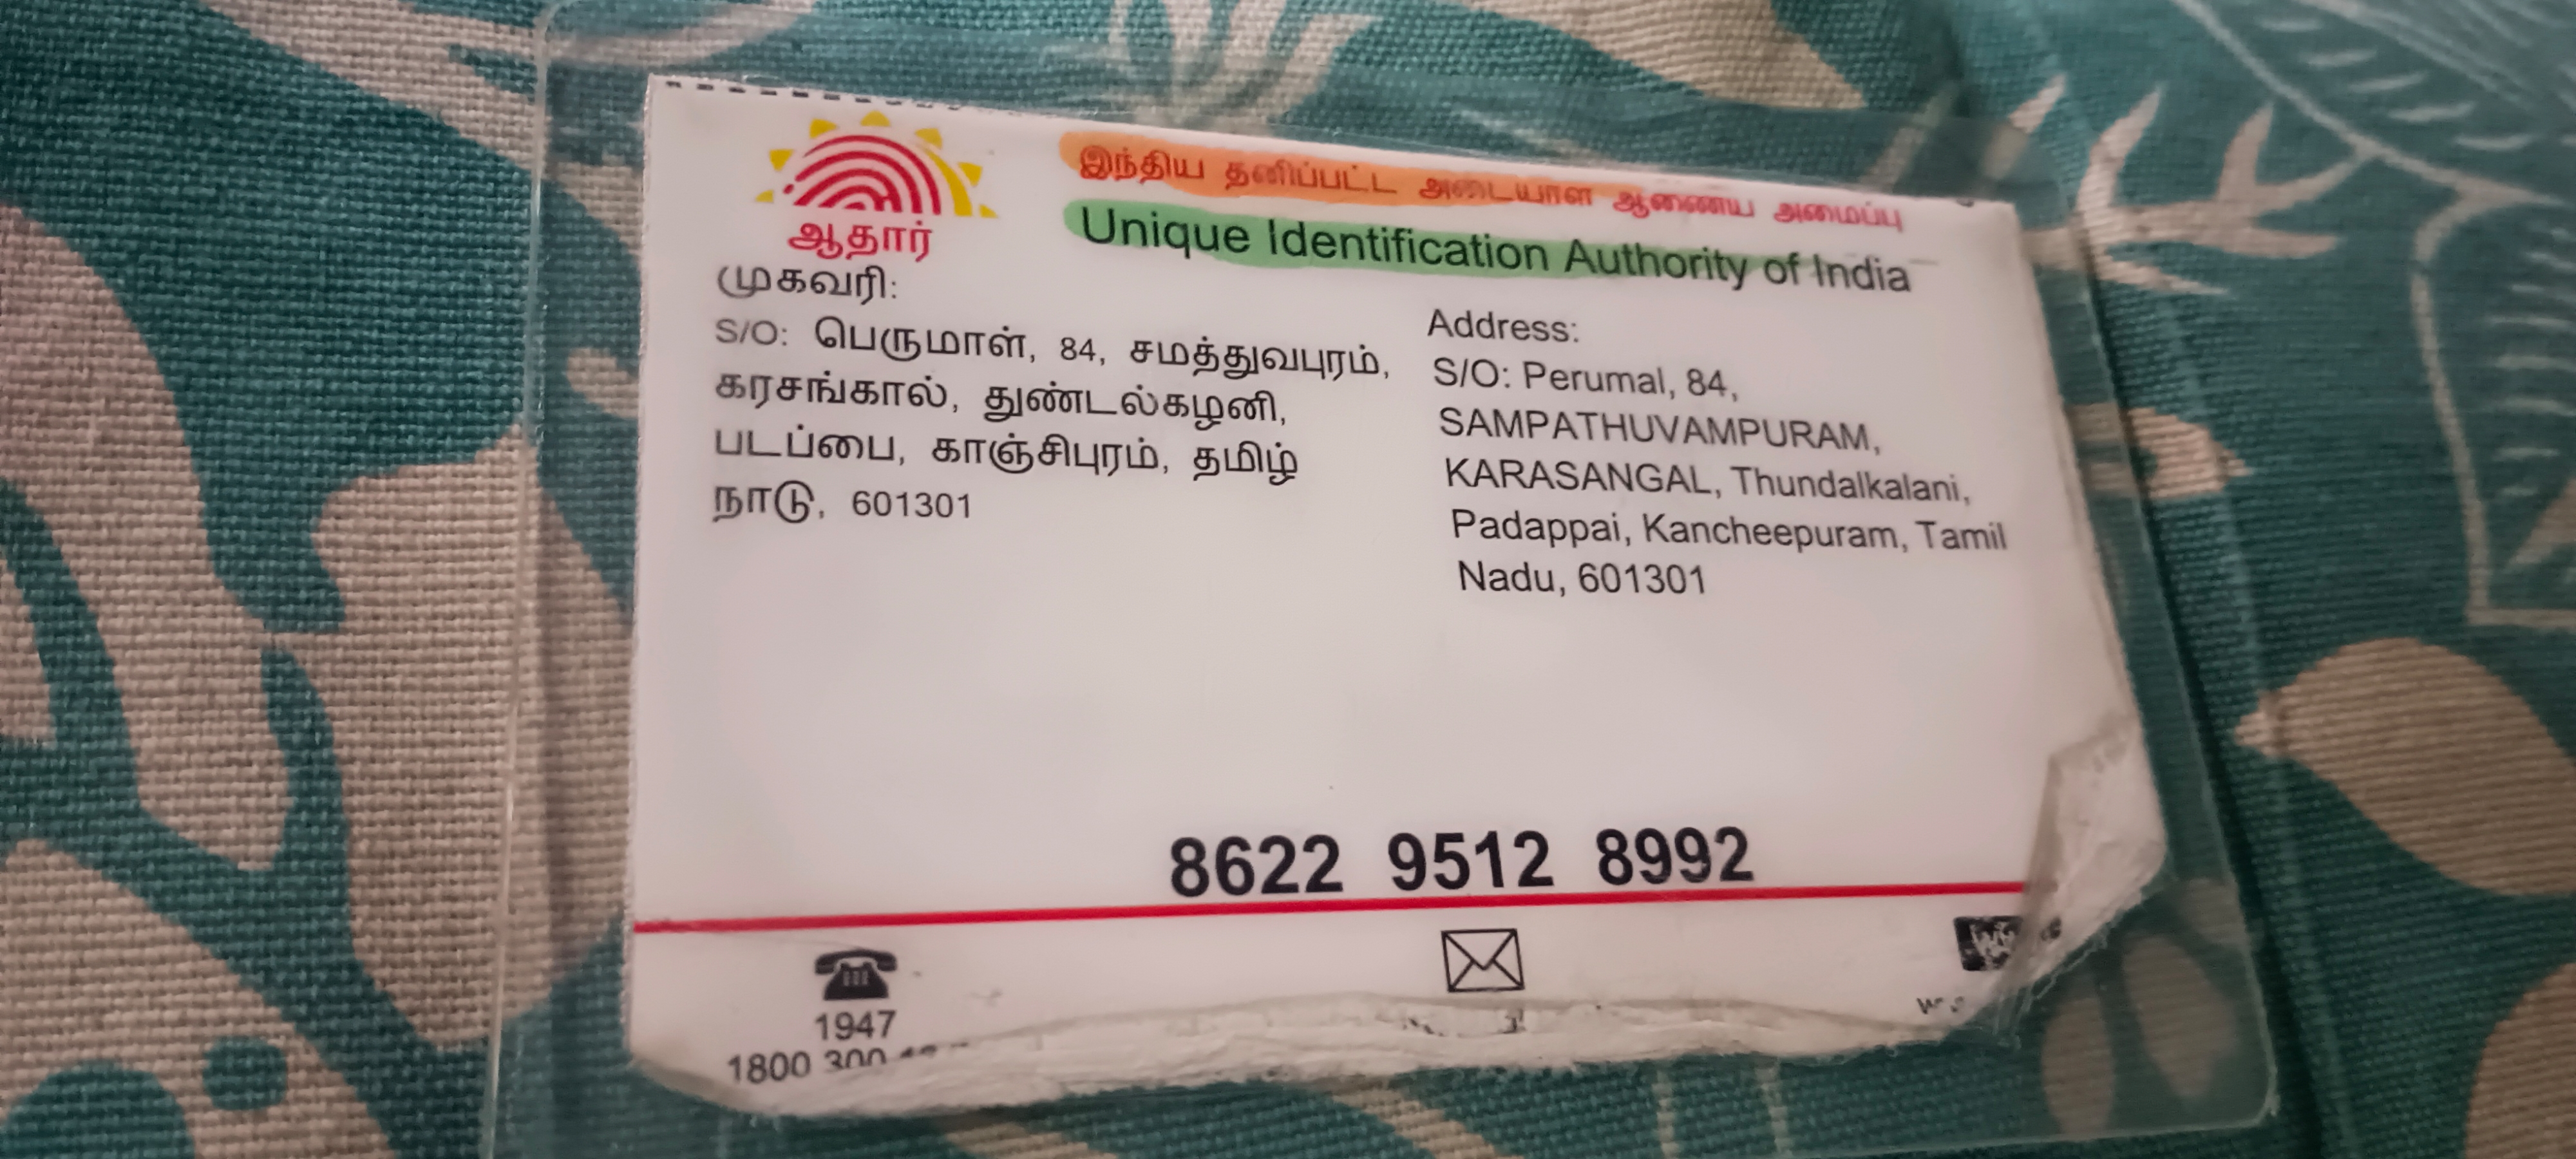 இந்திய தனிப்பட்ட அடையாள ஆணைய அமைப்பு
Unique Identification Authority of India
ஆதார்
முகவரி:
S/O: பெருமாள், 84, சமத்துவபுரம்,
கரசங்கால், துண்டல்கழனி,
படப்பை, காஞ்சிபுரம், தமிழ்
நாடு, 601301
Address:
S/O: Perumal, 84,
SAMPATHUVAMPURAM,
KARASANGAL, Thundalkalani,
Padappai, Kancheepuram, Tamil
Nadu, 601301
8622 9512 8992
1947
1800 300